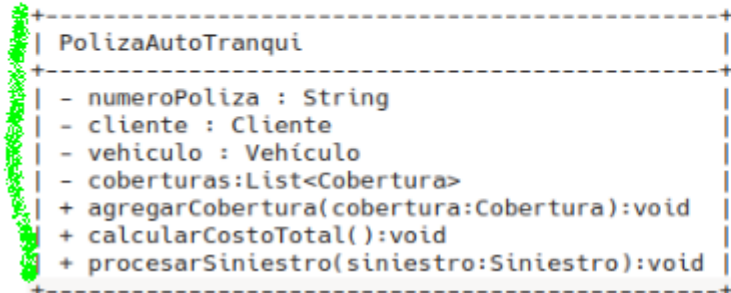 +-----------------------------------------------+
| PolizaAutoTranqui |
+-----------------------------------------------+
| - numeroPoliza : String |
| - cliente : Cliente |
| - vehiculo : Vehículo |
| - coberturas:List<Cobertura> |
| + agregarCobertura(cobertura:Cobertura):void |
| + calcularCostoTotal():void |
| + procesarSiniestro(siniestro:Siniestro):void |
+-----------------------------------------------+